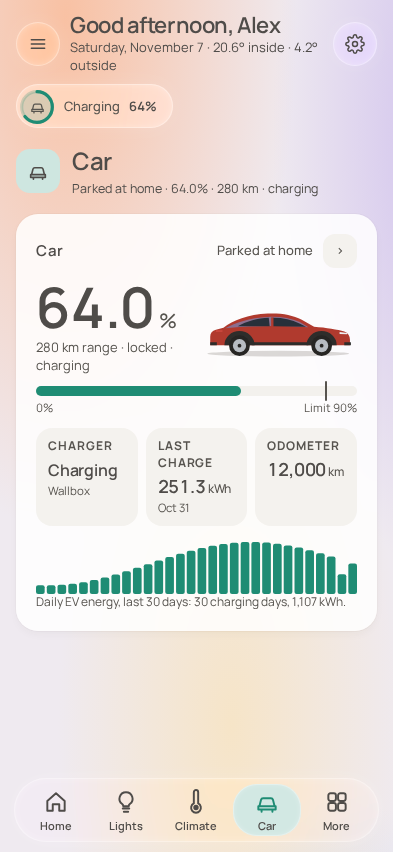 Good afternoon, Alex
Saturday, November 7 · 20.6° inside · 4.2°
outside
Charging 64%
Car
Parked at home · 64.0% · 280 km · charging
Car
Parked at home
64.0 %
280 km range · locked ·
charging
0%
Limit 90%
CHARGER
Charging
Wallbox
LAST
CHARGE
251.3 kWh
Oct 31
ODOMETER
12,000 km
Daily EV energy, last 30 days: 30 charging days, 1,107 kWh.
Home
Lights
Climate
Car
More